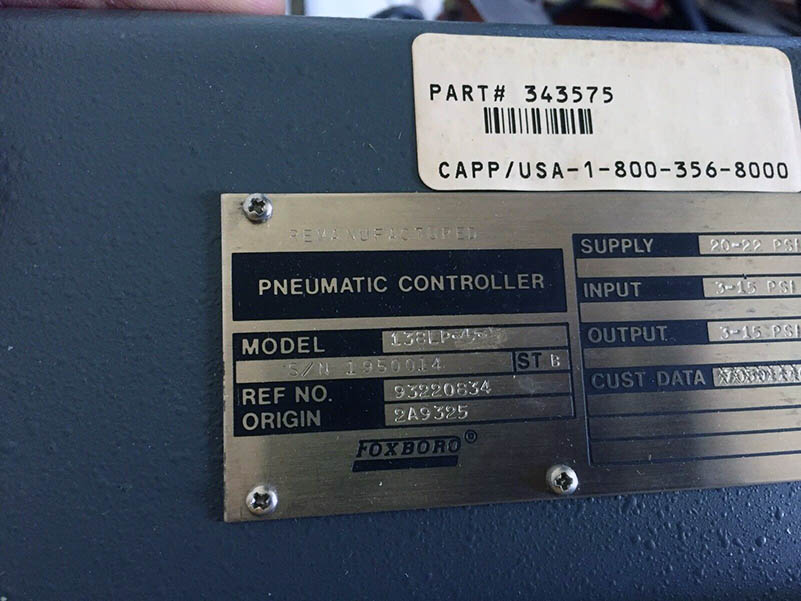 PART# 343575
CAPP/USA-1-800-356-8000
REMANUFACTURED
PNEUMATIC CONTROLLER
MODEL
S/N 1950014 ST B
REF NO. 93220834
ORIGIN 2A9325
FOXBORO®
SUPPLY 20-22 PSI
INPUT 3-15 PSI
OUTPUT 3-15 PSI
CUST DATA